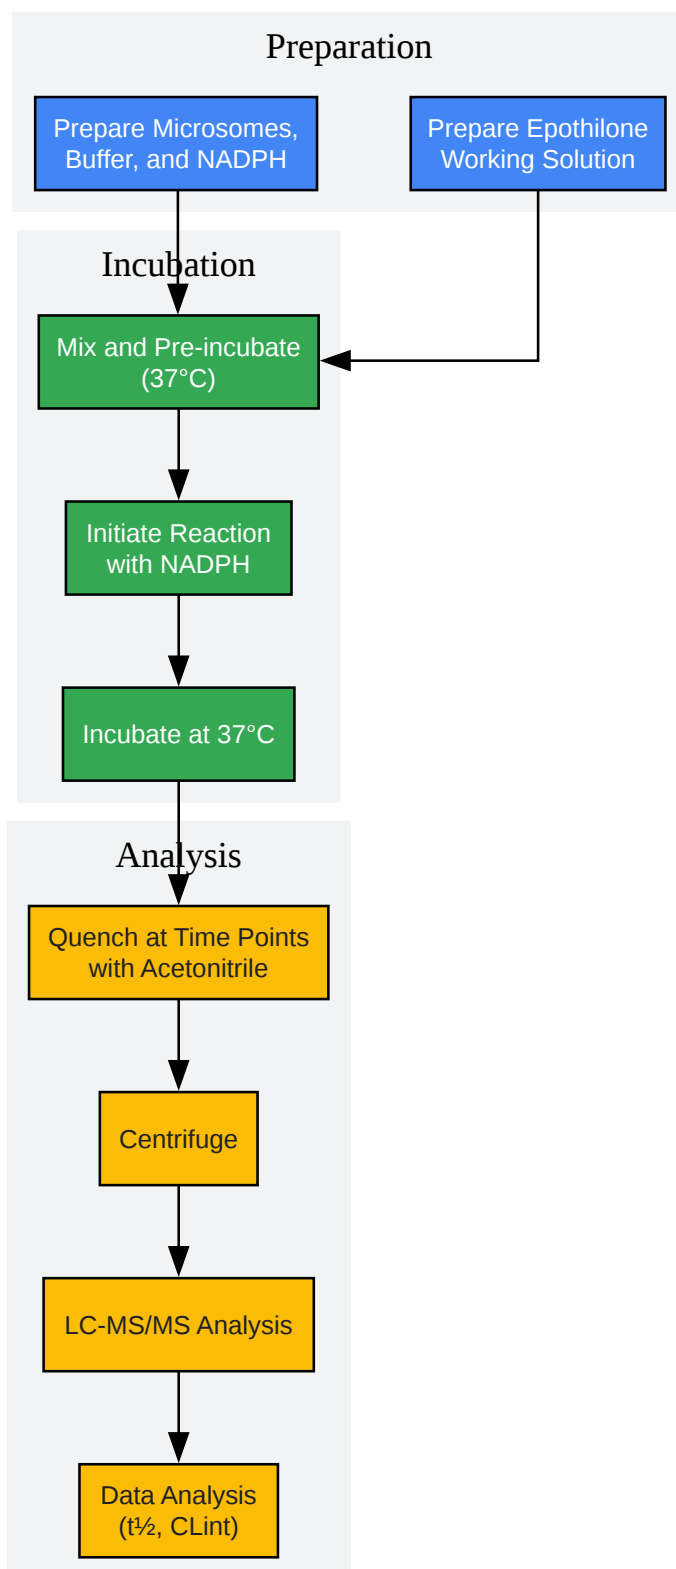 Preparation
Prepare Microsomes,
Buffer, and NADPH
Prepare Epothilone
Working Solution
Incubation
Mix and Pre-incubate
(37°C)
Initiate Reaction
with NADPH
Incubate at 37°C
Analysis
Quench at Time Points
with Acetonitrile
Centrifuge
LC-MS/MS Analysis
Data Analysis
(t½, CLint)